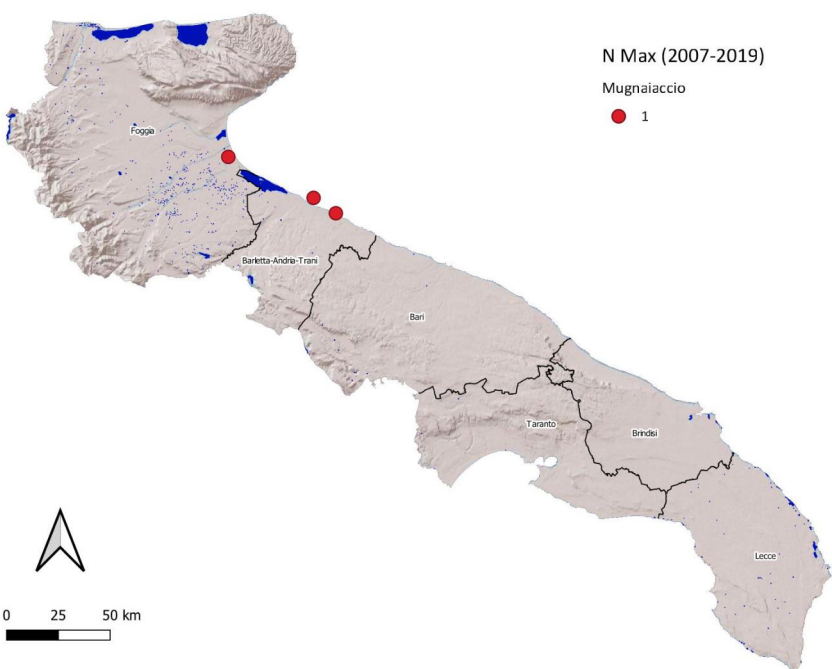 N Max (2007-2019)
Mugnaiaccio
1
Foggia
Barletta-Andria-Trani
Bari
Taranto
Brindisi
Lecce
0 25 50 km